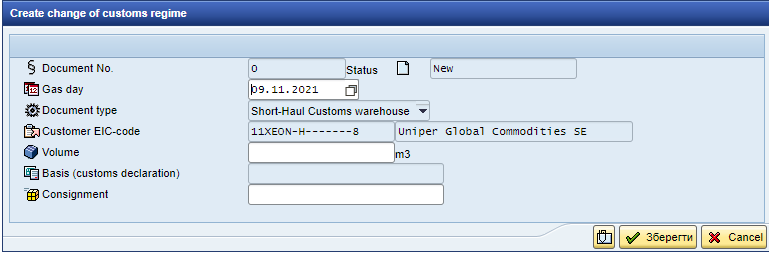 Create change of customs regime
Document No. 0 Status New
Gas day 09.11.2021
Document type Short-Haul Customs warehouse
Customer EIC-code 11XEON-H-------8 Uniper Global Commodities SE
Volume m3
Basis (customs declaration)
Consignment
Зберегти Cancel